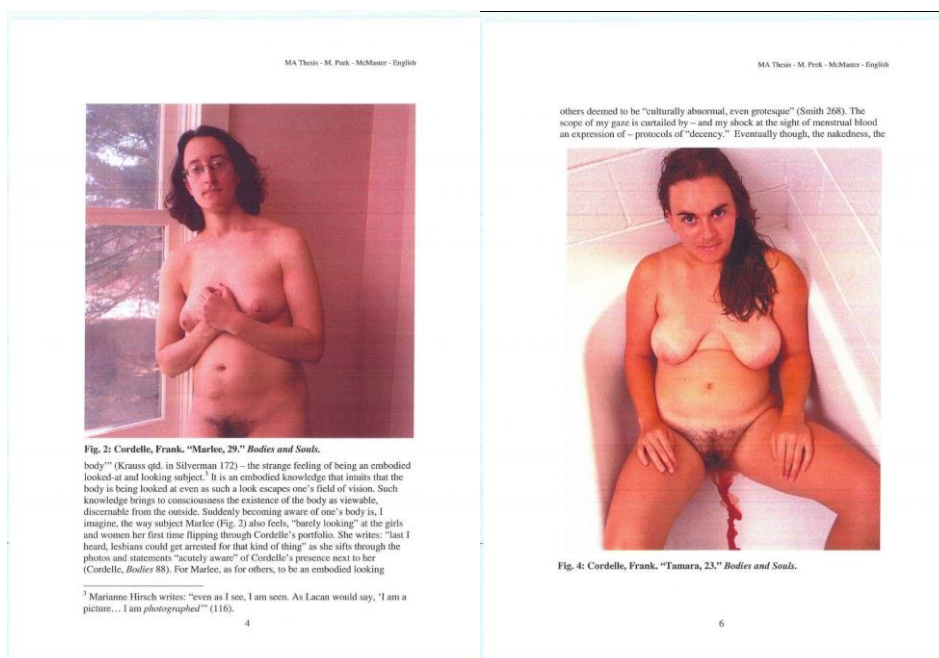 MA Thesis - M. Peek - McMaster - English
Fig. 2: Cordelle, Frank. "Marlee, 29." Bodies and Souls.
body'" (Krauss qtd. in Silverman 172) – the strange feeling of being an embodied
looked-at and looking subject.³ It is an embodied knowledge that intuits that the
body is being looked at even as such a look escapes one's field of vision. Such
knowledge brings to consciousness the existence of the body as viewable,
discernable from the outside. Suddenly becoming aware of one's body is, I
imagine, the way subject Marlee (Fig. 2) also feels, "barely looking" at the girls
and women her first time flipping through Cordelle's portfolio. She writes: "last I
heard, lesbians could get arrested for that kind of thing" as she sifts through the
photos and statements "acutely aware" of Cordelle's presence next to her
(Cordelle, Bodies 88). For Marlee, as for others, to be an embodied looking
³ Marianne Hirsch writes: "even as I see, I am seen. As Lacan would say, 'I am a
picture… I am photographed'" (116).
4
MA Thesis - M. Peek - McMaster - English
others deemed to be "culturally abnormal, even grotesque" (Smith 268). The
scope of my gaze is curtailed by – and my shock at the sight of menstrual blood
an expression of – protocols of "decency." Eventually though, the nakedness, the
Fig. 4: Cordelle, Frank. "Tamara, 23." Bodies and Souls.
6